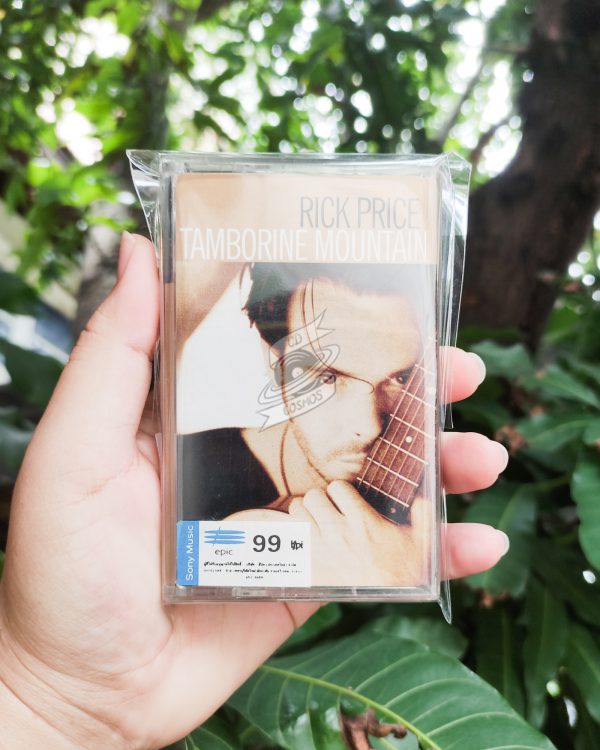 RICK PRICE
TAMBORINE MOUNTAIN
CD
COSMOS
Sony Music
epic
99